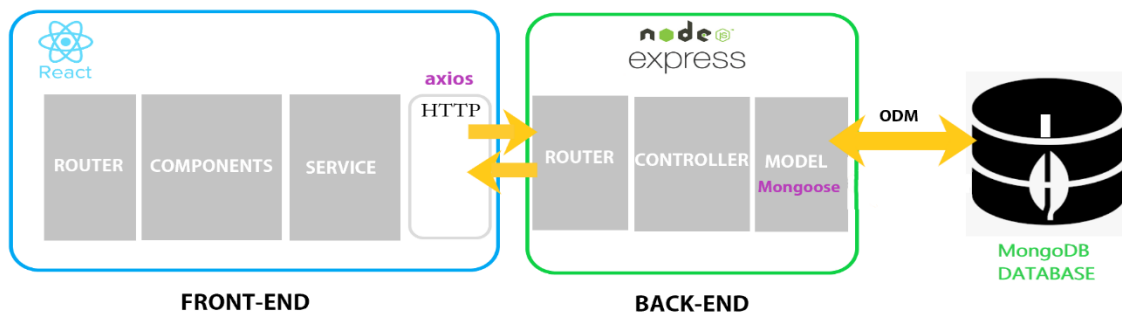 React
axios
HTTP
ROUTER
COMPONENTS
SERVICE
FRONT-END
node
JS
express
ROUTER
CONTROLLER
MODEL
Mongoose
BACK-END
ODM
MongoDB
DATABASE